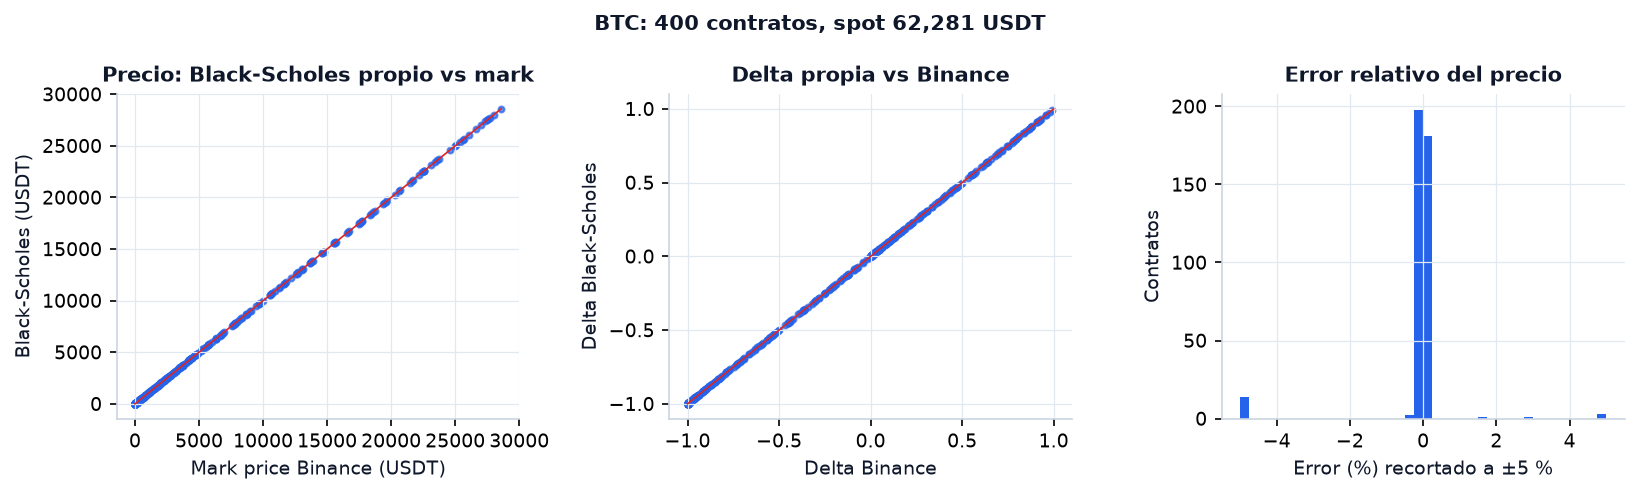 BTC: 400 contratos, spot 62,281 USDT
Precio: Black-Scholes propio vs mark
30000
25000
20000
15000
10000
5000
0
Black-Scholes (USDT)
0 5000 10000 15000 20000 25000 30000
Mark price Binance (USDT)
Delta propia vs Binance
1.0
0.5
0.0
−0.5
−1.0
Delta Black-Scholes
−1.0 −0.5 0.0 0.5 1.0
Delta Binance
Error relativo del precio
200
150
100
50
0
Contratos
−4 −2 0 2 4
Error (%) recortado a ±5 %